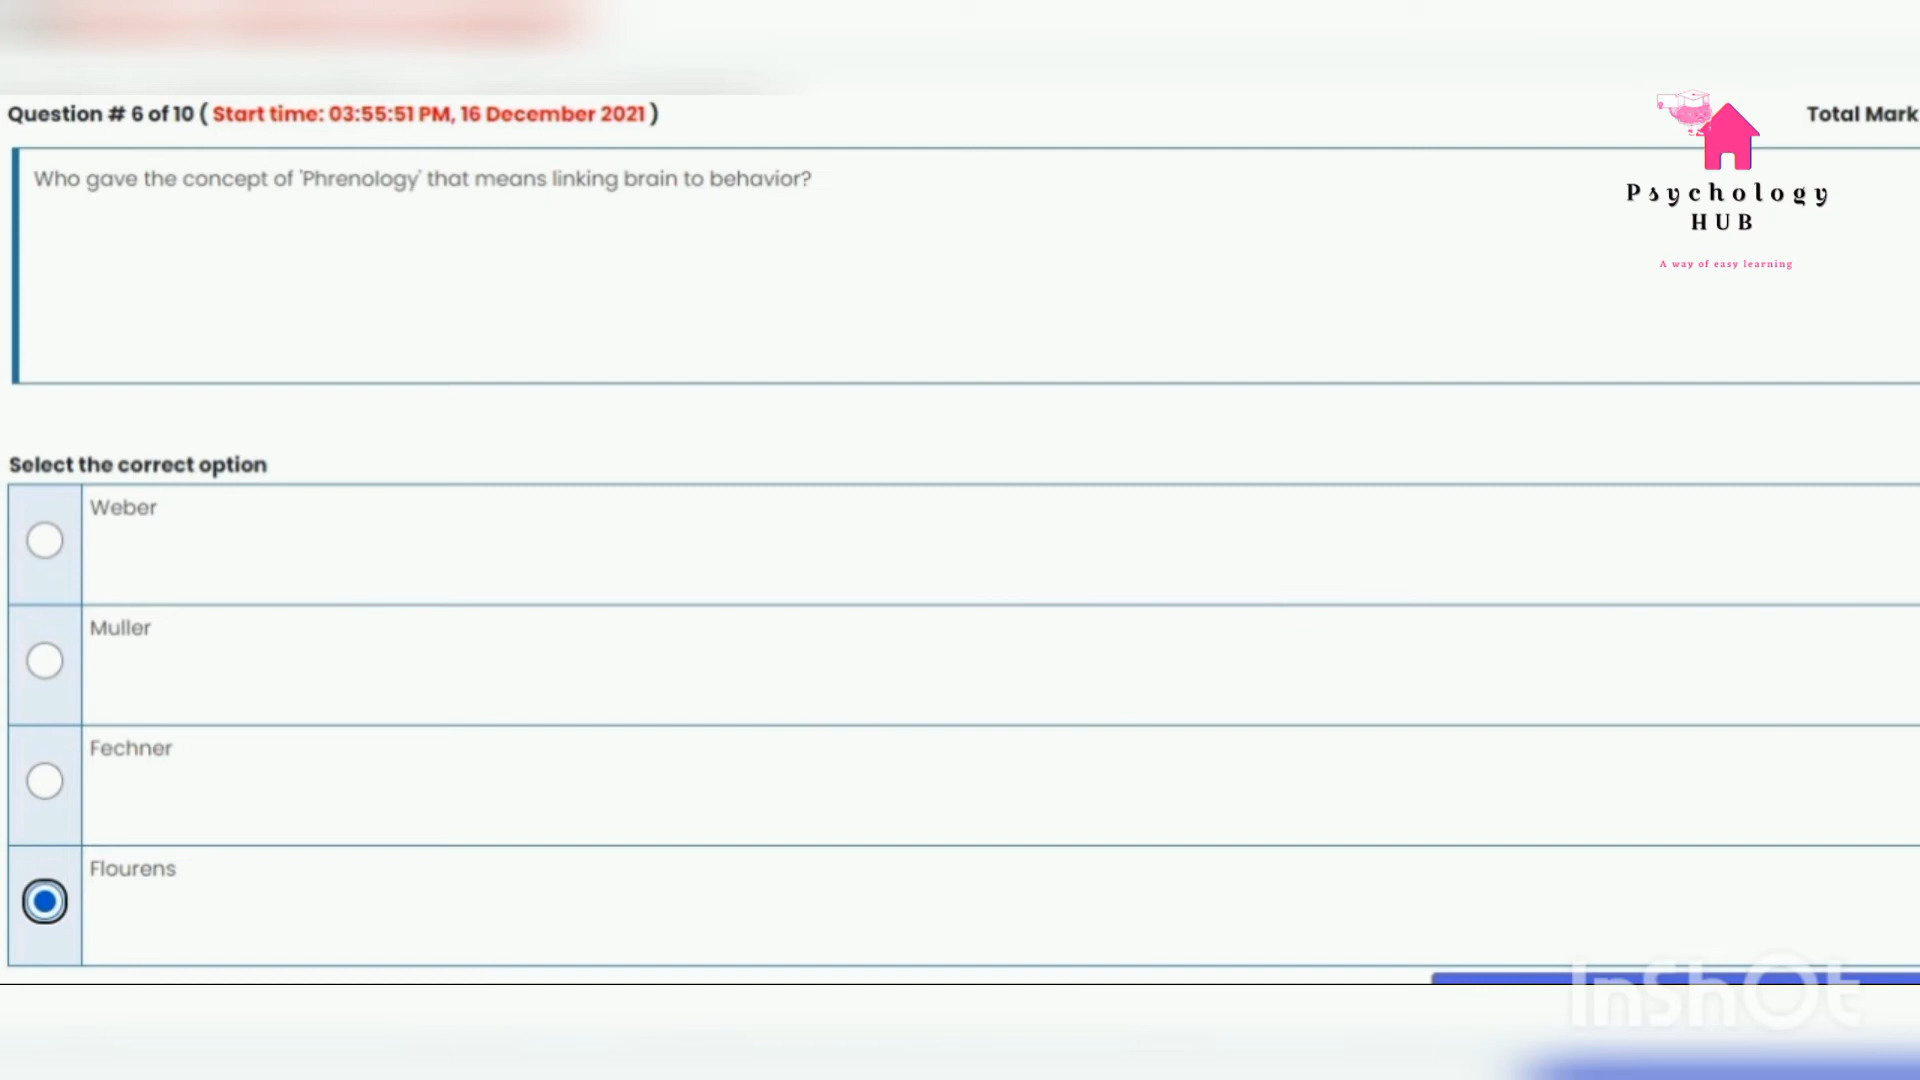 Question # 6 of 10 ( Start time: 03:55:51 PM, 16 December 2021 )
Total Mark
Who gave the concept of 'Phrenology' that means linking brain to behavior?
Psychology
HUB
A way of easy learning
Select the correct option
Weber
Muller
Fechner
Flourens
InShOt